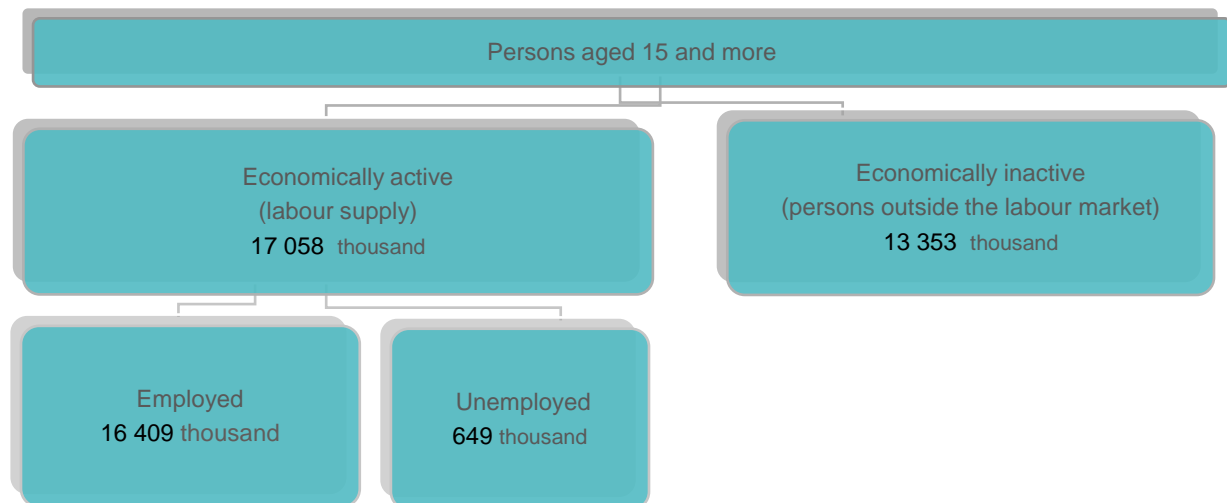 Persons aged 15 and more
Economically active
(labour supply)
17 058 thousand
Economically inactive
(persons outside the labour market)
13 353 thousand
Employed
16 409 thousand
Unemployed
649 thousand